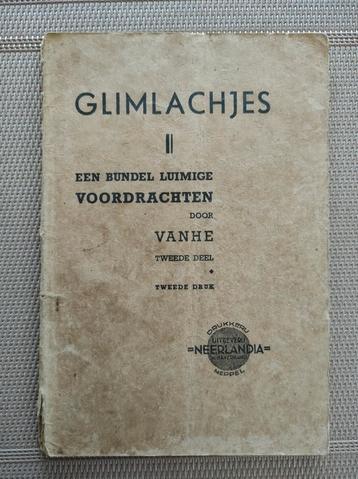 GLIMLACHJES
II
EEN BUNDEL LUIMIGE
VOORDRACHTEN
DOOR
VANHE
TWEEDE DEEL
TWEEDE DRUK
DRUKKERIJ
UITGEVERIJ
=NEERLANDIA=
MEPPEL